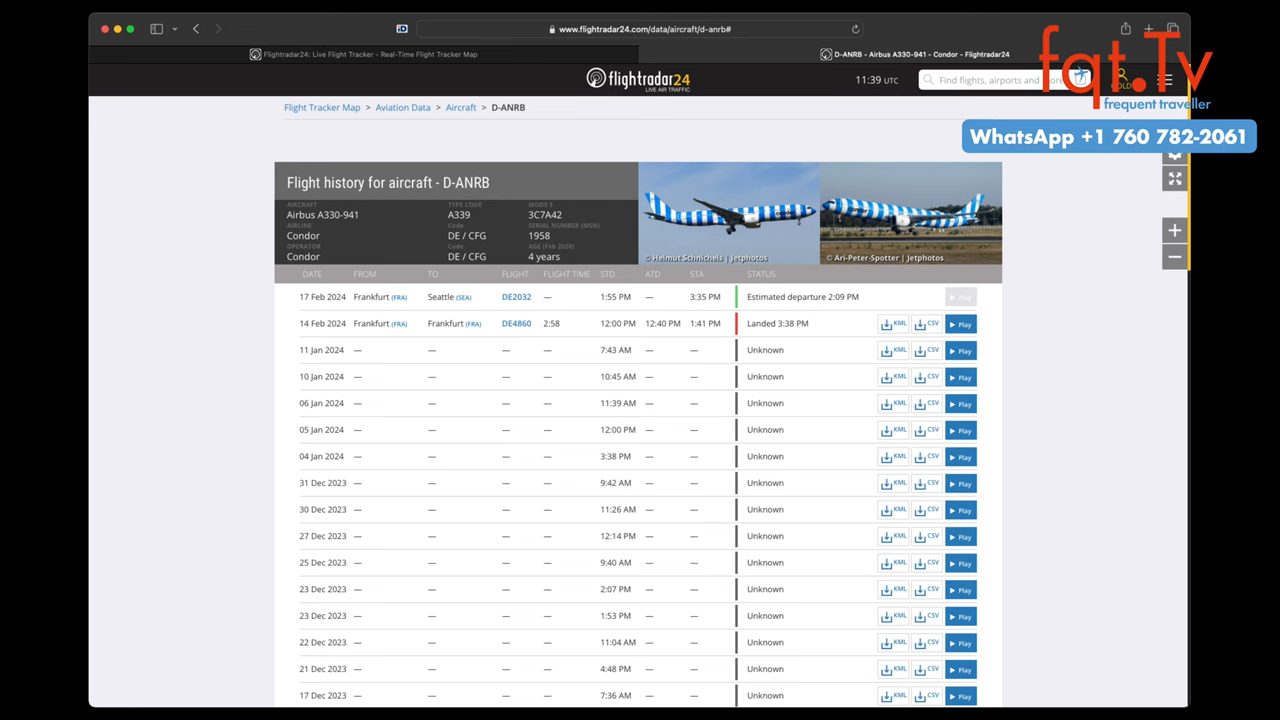 www.flightradar24.com/data/aircraft/d-anrb#
Flightradar24: Live Flight Tracker - Real-Time Flight Tracker Map
D-ANRB - Airbus A330-941 - Condor - Flightradar24
flightradar24
LIVE AIR TRAFFIC
11:39 UTC
Find flights, airports and more
fqt.Tv
frequent traveller
WhatsApp +1 760 782-2061
Flight Tracker Map > Aviation Data > Aircraft > D-ANRB
Flight history for aircraft - D-ANRB
AIRCRAFT TYPE CODE MODE S
Airbus A330-941 A339 3C7A42
AIRLINE Code SERIAL NUMBER (MSN)
Condor DE / CFG 1958
OPERATOR Code AGE (Feb 2020)
Condor DE / CFG 4 years
© Helmut Schnichels | Jetphotos
© Ari-Peter-Spotter | Jetphotos
DATE FROM TO FLIGHT FLIGHT TIME STD ATD STA STATUS
17 Feb 2024 Frankfurt (FRA) Seattle (SEA) DE2032 — 1:55 PM — 3:35 PM Estimated departure 2:09 PM Play
14 Feb 2024 Frankfurt (FRA) Frankfurt (FRA) DE4860 2:58 12:00 PM 12:40 PM 1:41 PM Landed 3:38 PM KML CSV Play
11 Jan 2024 — — — — 7:43 AM — — Unknown KML CSV Play
10 Jan 2024 — — — — 10:45 AM — — Unknown KML CSV Play
06 Jan 2024 — — — — 11:39 AM — — Unknown KML CSV Play
05 Jan 2024 — — — — 12:00 PM — — Unknown KML CSV Play
04 Jan 2024 — — — — 3:38 PM — — Unknown KML CSV Play
31 Dec 2023 — — — — 9:42 AM — — Unknown KML CSV Play
30 Dec 2023 — — — — 11:26 AM — — Unknown KML CSV Play
27 Dec 2023 — — — — 12:14 PM — — Unknown KML CSV Play
25 Dec 2023 — — — — 9:40 AM — — Unknown KML CSV Play
23 Dec 2023 — — — — 2:07 PM — — Unknown KML CSV Play
23 Dec 2023 — — — — 1:53 PM — — Unknown KML CSV Play
22 Dec 2023 — — — — 11:04 AM — — Unknown KML CSV Play
21 Dec 2023 — — — — 4:48 PM — — Unknown KML CSV Play
17 Dec 2023 — — — — 7:36 AM — — Unknown KML CSV Play